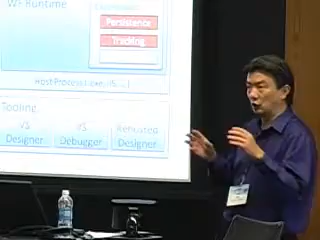 WF Runtime
Persistence
Tracking
Host Process (.exe, IIS, ...)
Tooling
VS Designer
VS Debugger
Rehosted Designer